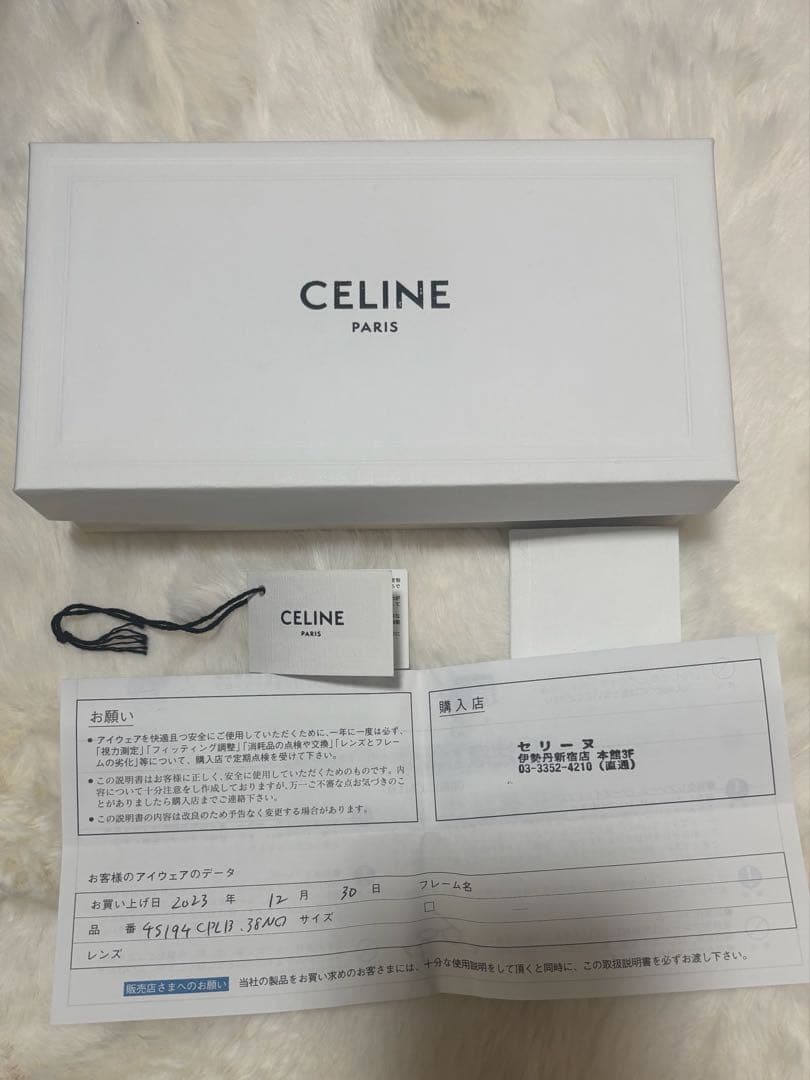 CELINE
PARIS
CELINE
PARIS
お願い
● アイウェアを快適且つ安全にご使用していただくために、一年に一度は必ず、
「視力測定」「フィッティング調整」「消耗品の点検や交換」「レンズとフレー
ムの劣化」等について、購入店で定期点検を受けて下さい。
● この説明書はお客様に正しく、安全に使用していただくためのものです。内
容について十分注意をし作成しておりますが、万一ご不審な点お気づきのこ
とがありましたら購入店までご連絡下さい。
● この説明書の内容は改良のため予告なく変更する場合があります。
購入店
セリーヌ
伊勢丹新宿店 本館3F
03-3352-4210（直通）
お客様のアイウェアのデータ
お買い上げ日 2023 年 12 月 30 日 フレーム名
品 番 4S194CPLB.38NO サイズ □
レンズ
販売店さまへのお願い 当社の製品をお買い求めのお客さまには、十分な使用説明をして頂くと同時に、この取扱説明書を必ずお渡し下さい。